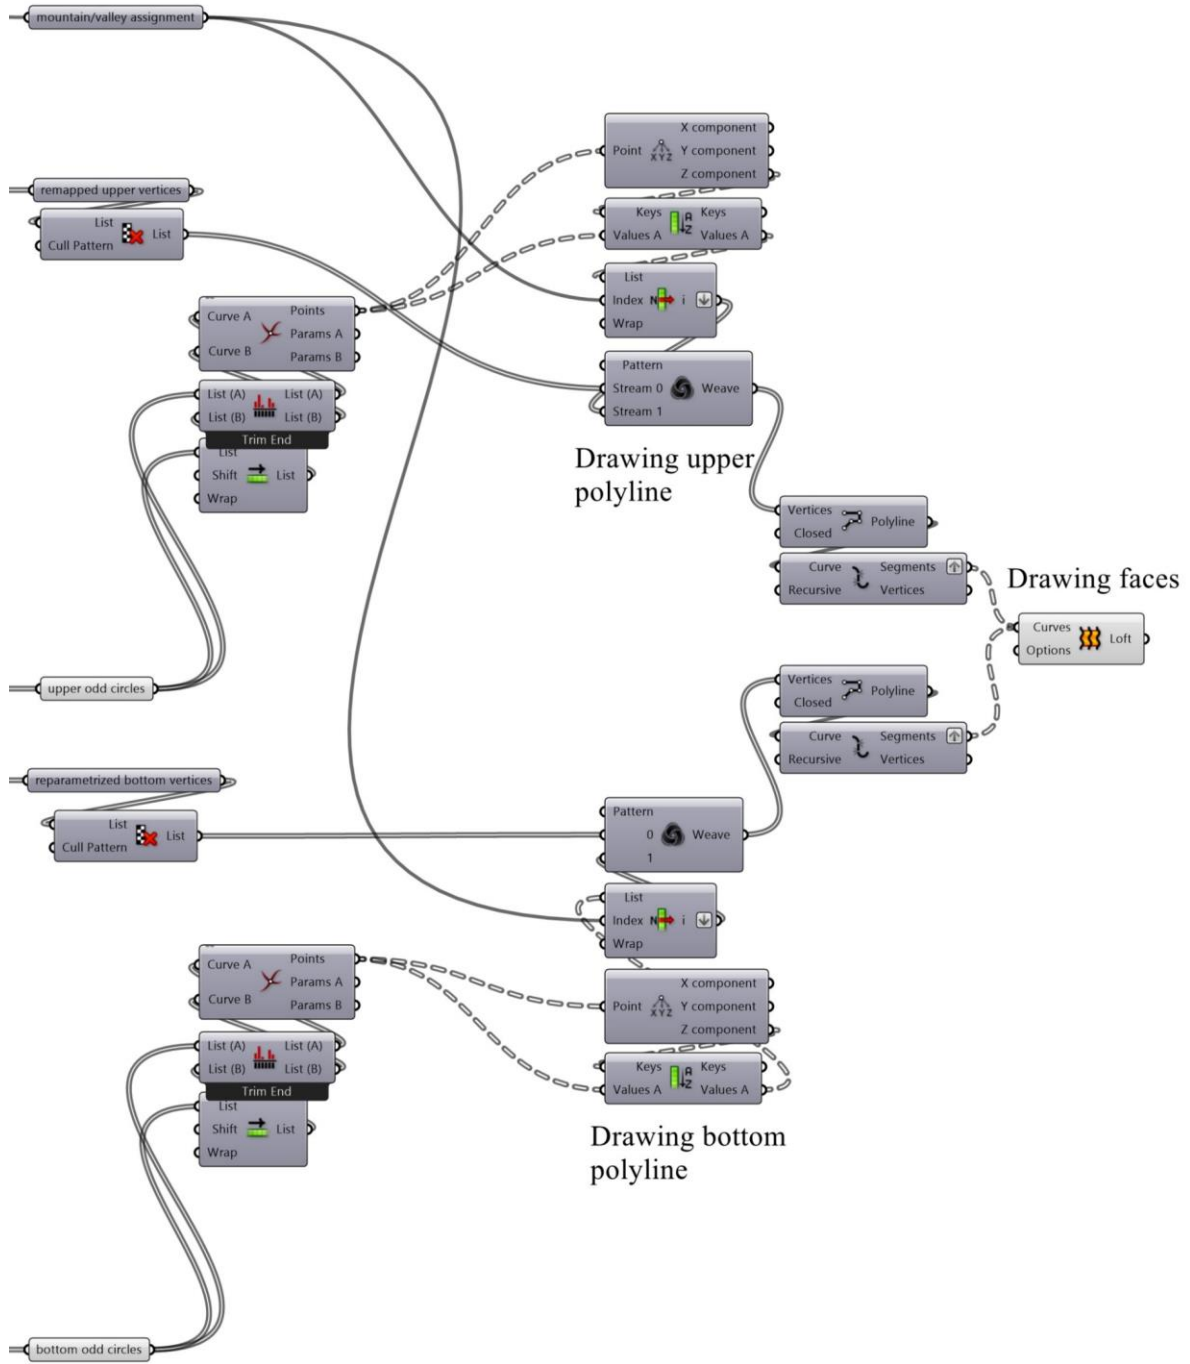 mountain/valley assignment
X component
Point XYZ Y component
Z component
remapped upper vertices
List
Cull Pattern List
Keys A Keys
Values A Z Values A
List
Index N i
Wrap
Curve A Points
Params A
Curve B Params B
Pattern
Stream 0 Weave
Stream 1
List (A) List (A)
List (B) List (B)
Trim End
List
Shift List
Wrap
Drawing upper
polyline
Vertices
Closed Polyline
Curve Segments
Recursive Vertices
Drawing faces
Curves
Options Loft
upper odd circles
Vertices
Closed Polyline
Curve Segments
Recursive Vertices
reparametrized bottom vertices
List
Cull Pattern List
Pattern
0 Weave
1
List
Index N i
Wrap
Curve A Points
Params A
Curve B Params B
X component
Point XYZ Y component
Z component
List (A) List (A)
List (B) List (B)
Trim End
Keys A Keys
Values A Z Values A
List
Shift List
Wrap
Drawing bottom
polyline
bottom odd circles